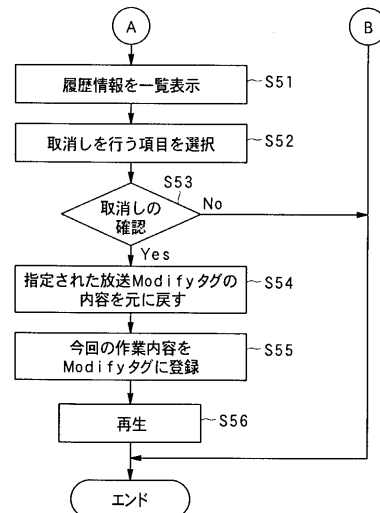 A
B
履歴情報を一覧表示
S51
取消しを行う項目を選択
S52
S53
取消しの
確認
No
Yes
指定された放送Modifyタグの
内容を元に戻す
S54
今回の作業内容を
Modifyタグに登録
S55
再生
S56
エンド